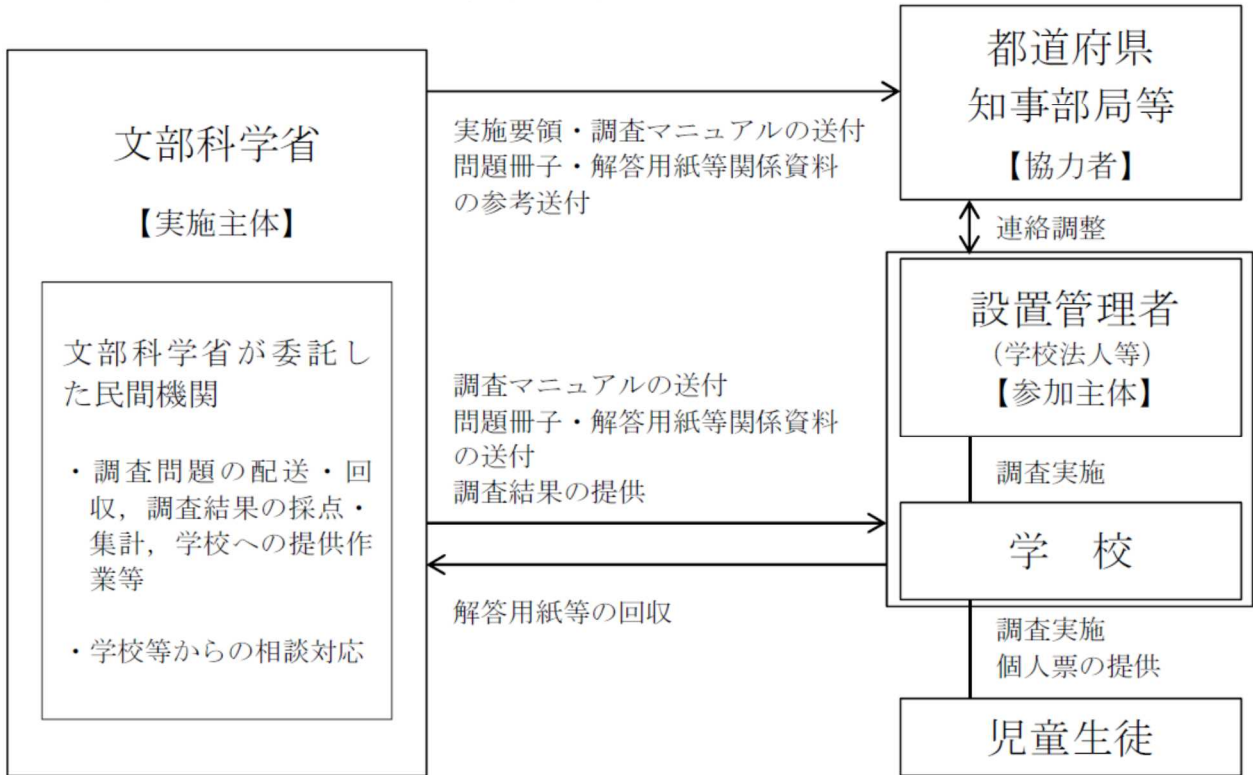 文部科学省
【実施主体】
文部科学省が委託し
た民間機関
・調査問題の配送・回
収，調査結果の採点・
集計，学校への提供作
業等
・学校等からの相談対応
実施要領・調査マニュアルの送付
問題冊子・解答用紙等関係資料
の参考送付
調査マニュアルの送付
問題冊子・解答用紙等関係資料
の送付
調査結果の提供
解答用紙等の回収
都道府県
知事部局等
【協力者】
連絡調整
設置管理者
（学校法人等）
【参加主体】
調査実施
学　校
調査実施
個人票の提供
児童生徒